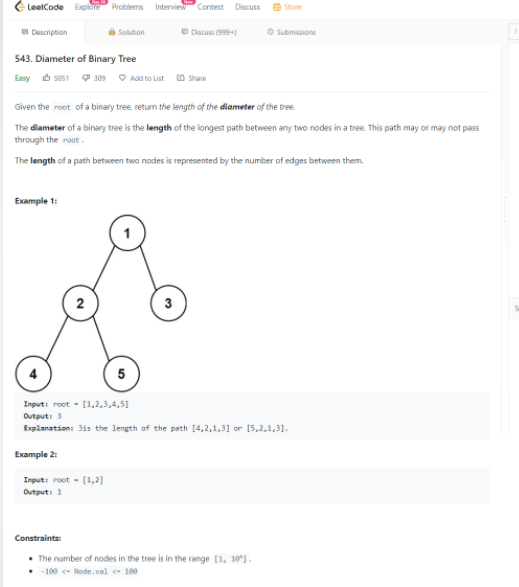 LeetCode Explore Problems Interview New Contest Discuss Store
Description Solution Discuss (999+) Submissions
543. Diameter of Binary Tree
Easy 5051 309 Add to List Share
Given the root of a binary tree, return the length of the diameter of the tree.
The diameter of a binary tree is the length of the longest path between any two nodes in a tree. This path may or may not pass
through the root.
The length of a path between two nodes is represented by the number of edges between them.
Example 1:
1
2 3
4 5
Input: root = [1,2,3,4,5]
Output: 3
Explanation: 3is the length of the path [4,2,1,3] or [5,2,1,3].
Example 2:
Input: root = [1,2]
Output: 1
Constraints:
• The number of nodes in the tree is in the range [1, 10⁴].
• -100 <= Node.val <= 100